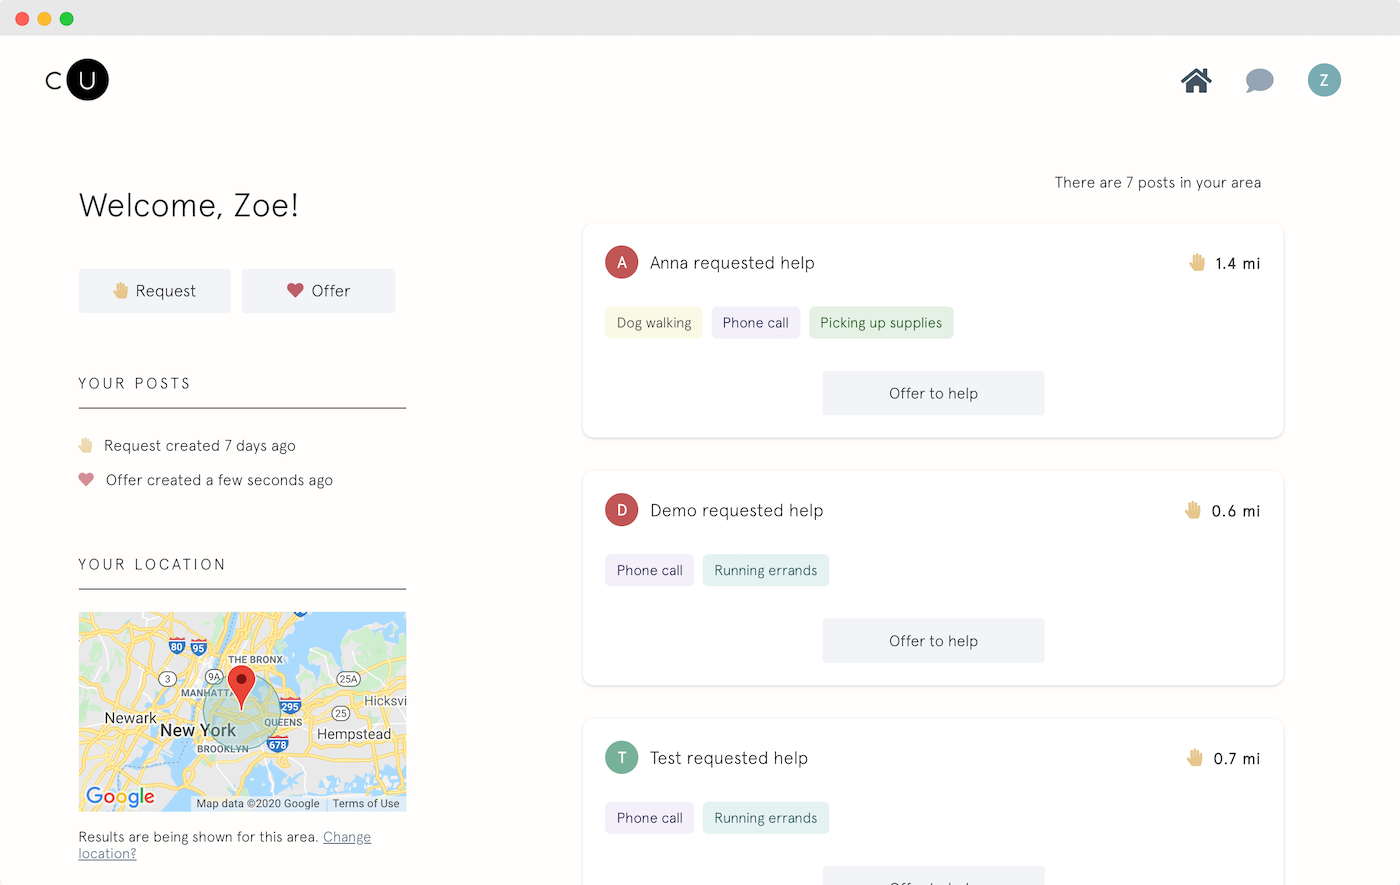 C U
Z
Welcome, Zoe!
Request
Offer
YOUR POSTS
Request created 7 days ago
Offer created a few seconds ago
YOUR LOCATION
80
95
THE BRONX
3
9A
MANHATTA
25A
295
Hicksvi
Newark
25
QUEENS
New York
Hempstead
BROOKLYN
678
Google
Map data ©2020 Google
Terms of Use
Results are being shown for this area. Change
location?
There are 7 posts in your area
A
Anna requested help
1.4 mi
Dog walking
Phone call
Picking up supplies
Offer to help
D
Demo requested help
0.6 mi
Phone call
Running errands
Offer to help
T
Test requested help
0.7 mi
Phone call
Running errands